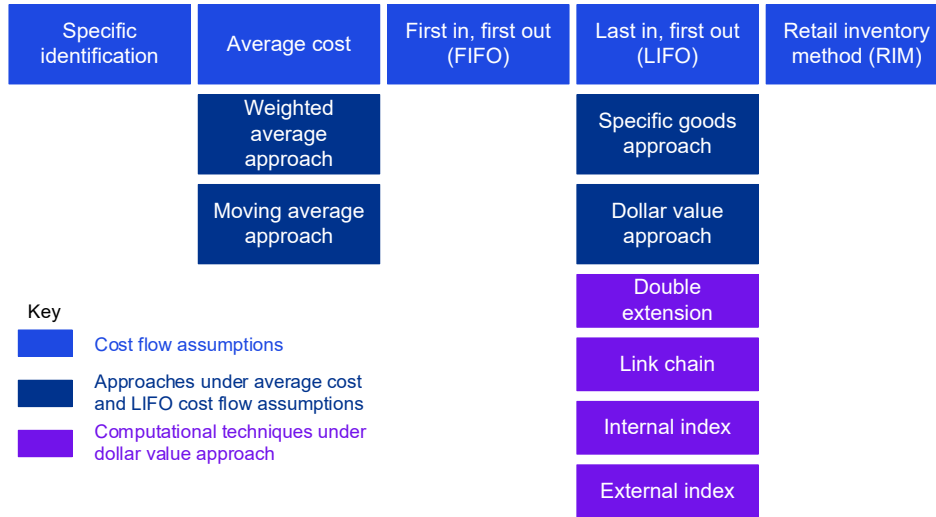 Specific
identification
Average cost
First in, first out
(FIFO)
Last in, first out
(LIFO)
Retail inventory
method (RIM)
Weighted
average
approach
Specific goods
approach
Moving average
approach
Dollar value
approach
Double
extension
Link chain
Internal index
External index
Key
Cost flow assumptions
Approaches under average cost
and LIFO cost flow assumptions
Computational techniques under
dollar value approach